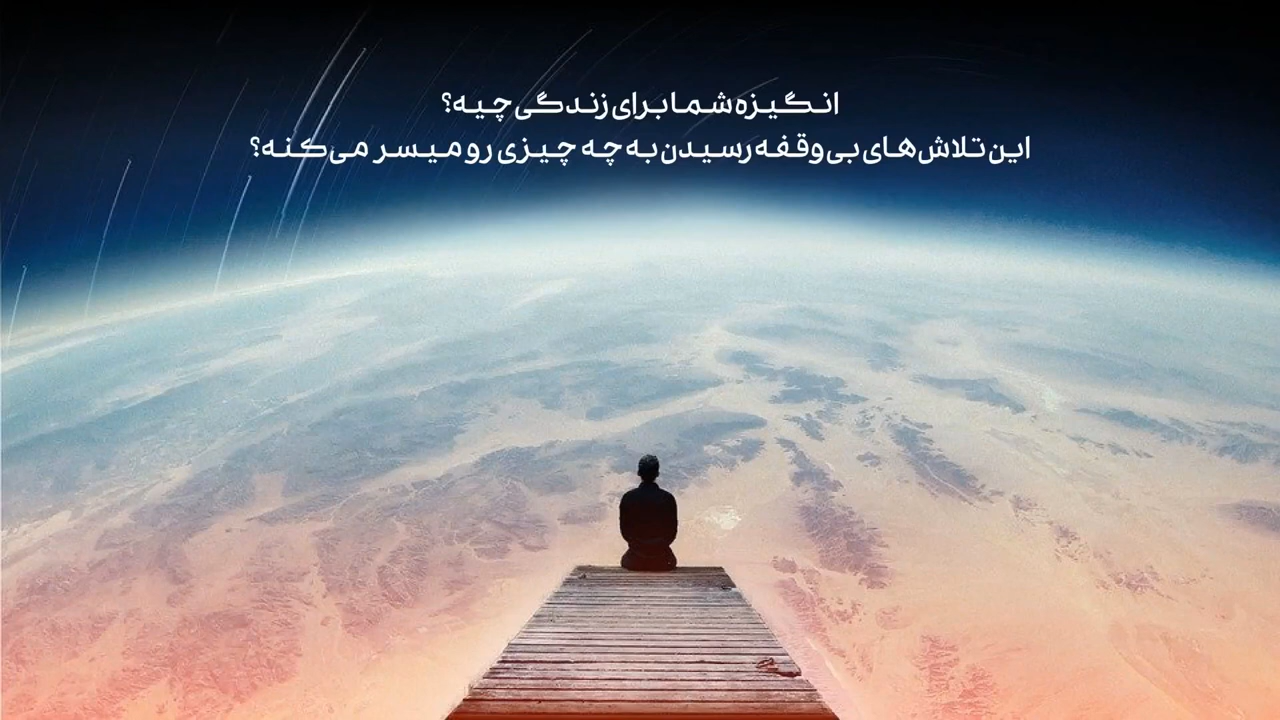 انگیزه شما برای زندگی چیه؟
این تلاش‌های بی‌وقفه رسیدن به چه چیزی رو میسر می‌کنه؟